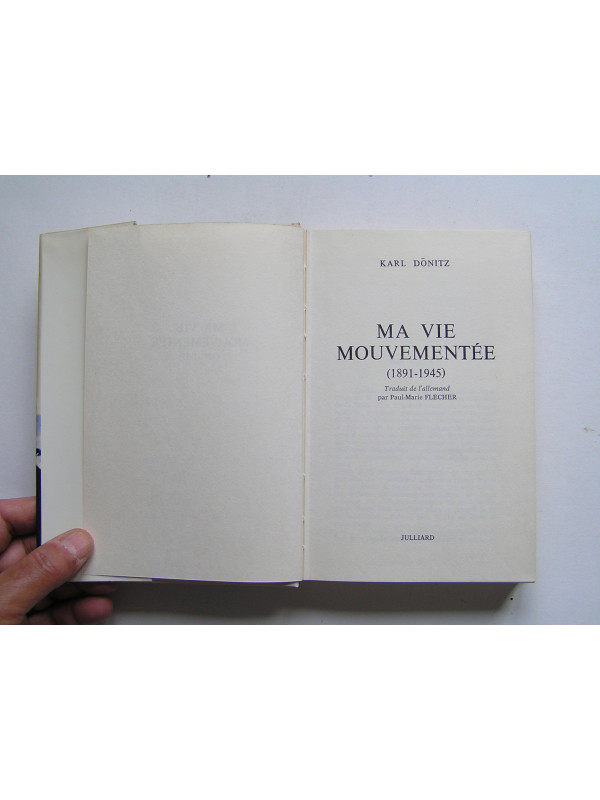 KARL DÖNITZ
MA VIE
MOUVEMENTÉE
(1891-1945)
Traduit de l'allemand
par Paul-Marie FLECHER
JULLIARD